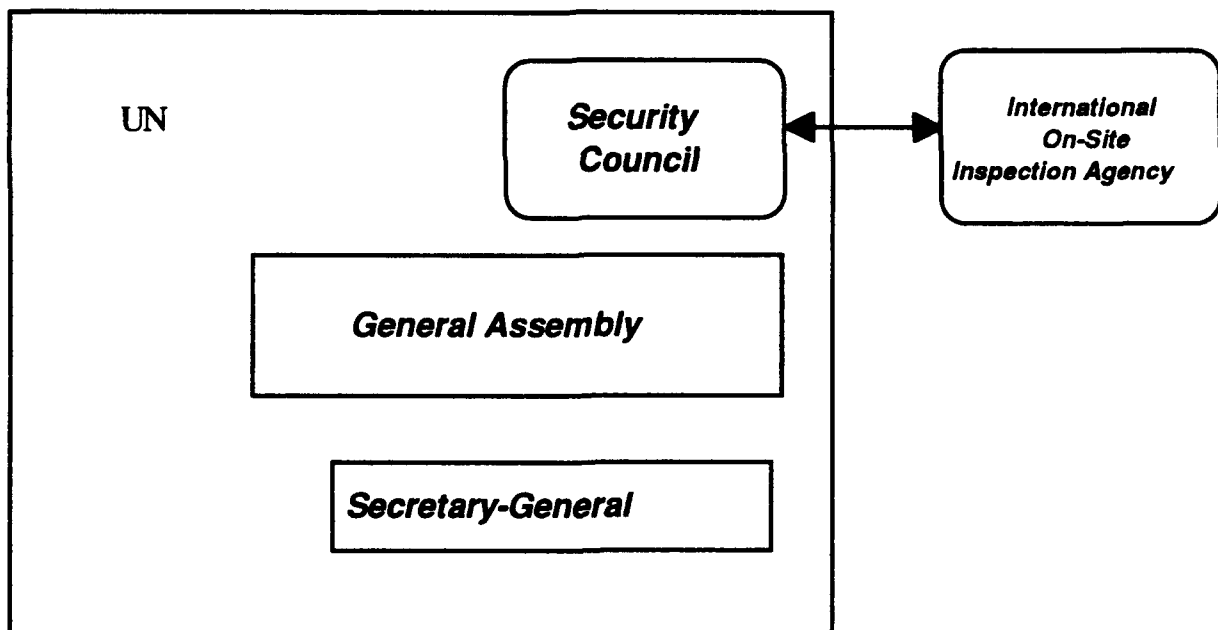 UN
Security
Council
International
On-Site
Inspection Agency
General Assembly
Secretary-General